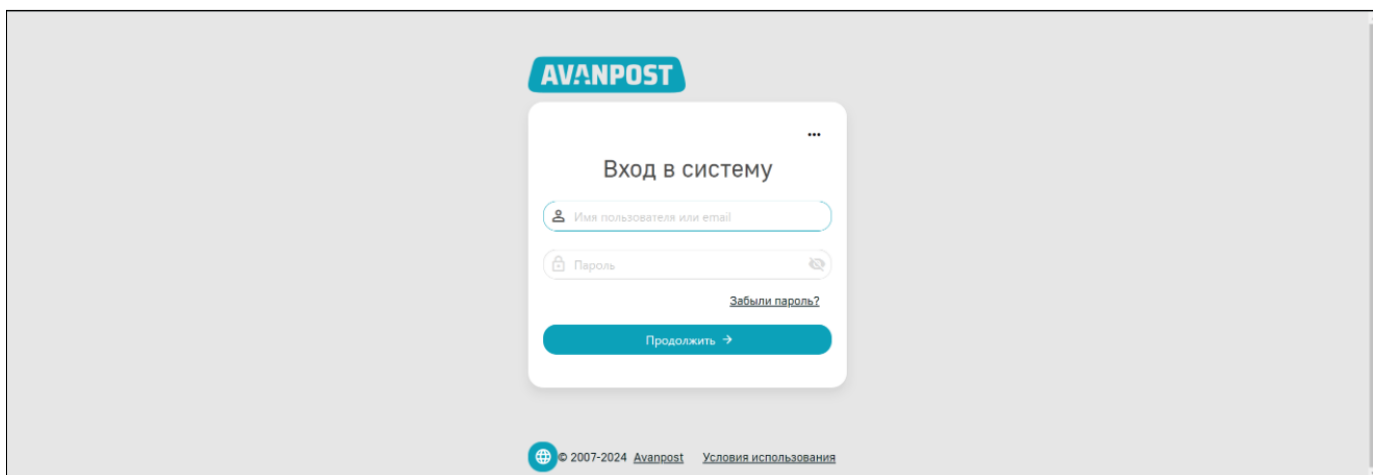 AVANPOST
...
Вход в систему
Имя пользователя или email
Пароль
Забыли пароль?
Продолжить →
© 2007-2024 Avanpost Условия использования